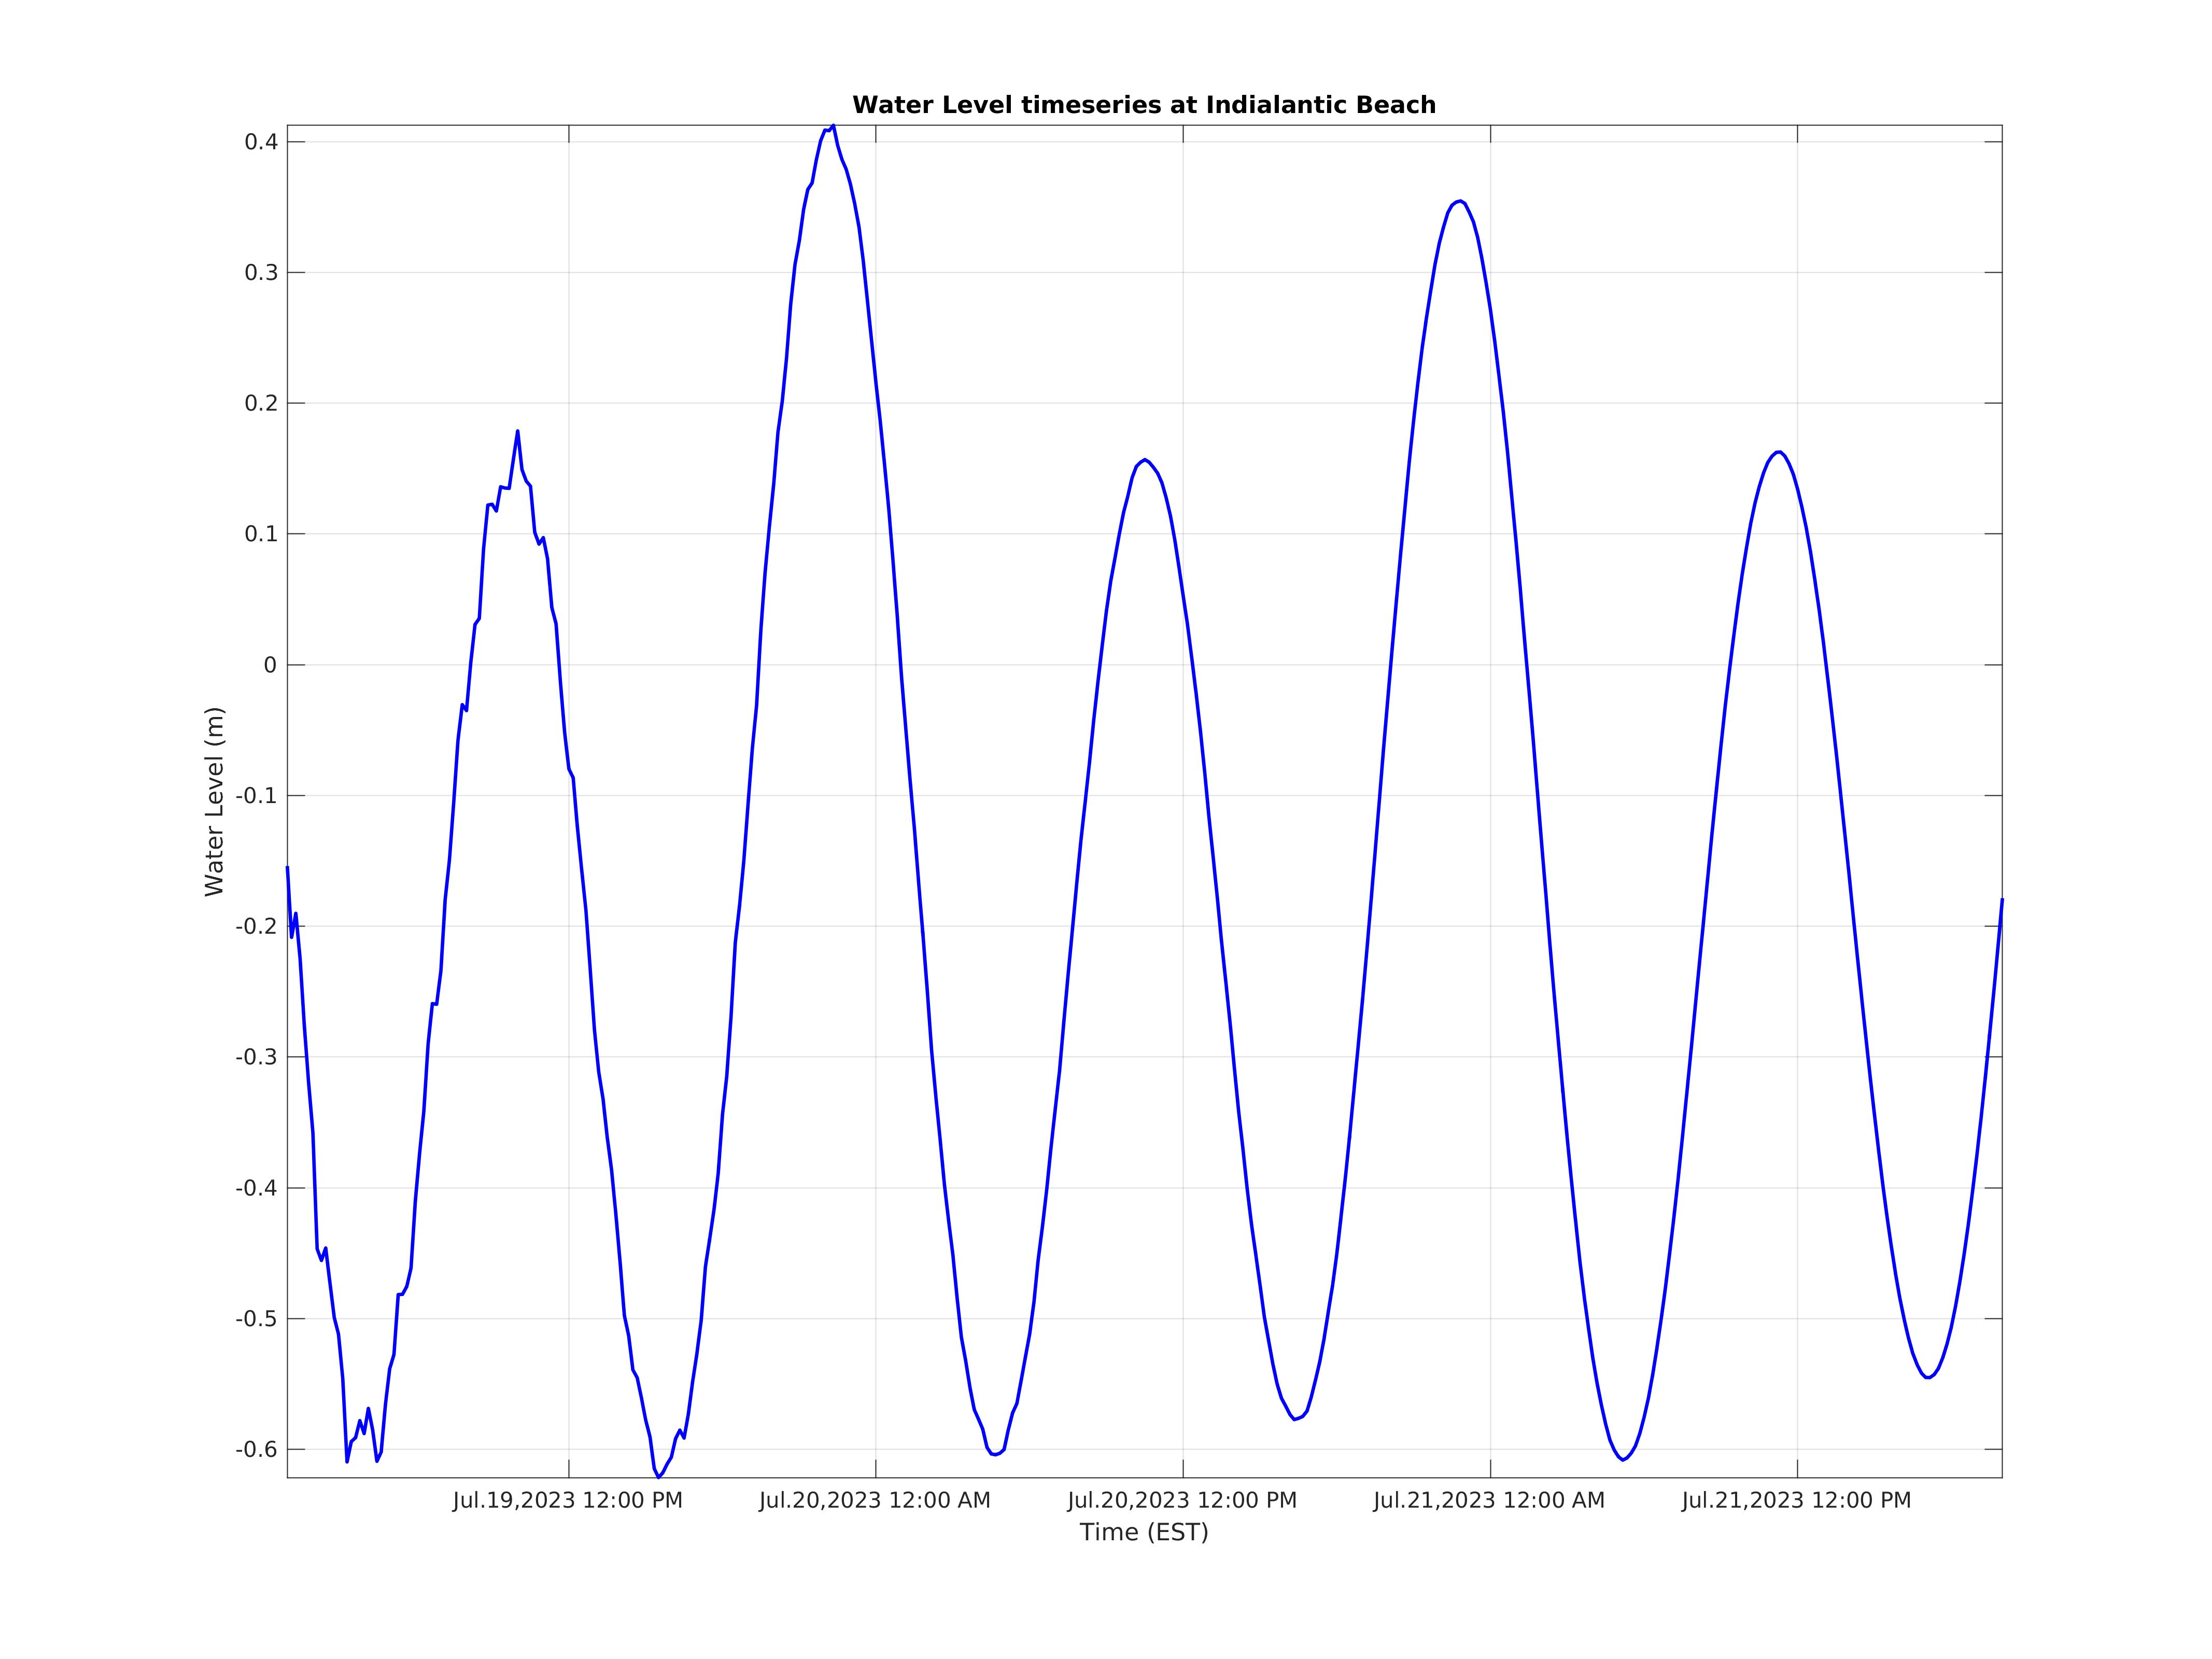 Water Level timeseries at Indialantic Beach
0.4
0.3
0.2
0.1
0
-0.1
-0.2
-0.3
-0.4
-0.5
-0.6
Water Level (m)
Jul.19,2023 12:00 PM Jul.20,2023 12:00 AM Jul.20,2023 12:00 PM Jul.21,2023 12:00 AM Jul.21,2023 12:00 PM
Time (EST)